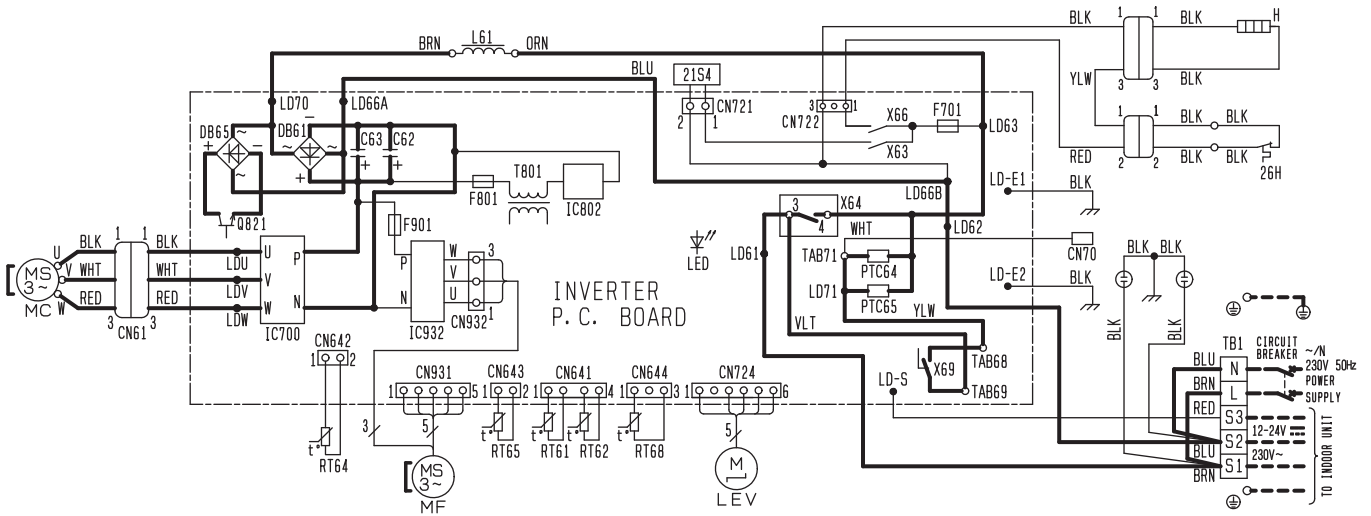 BRN L61 ORN
BLU
21S4
CN721
2 1
3 1
CN722
X66
X63
F701
LD63
BLK 1 1 BLK H
YLW
3 3 BLK
1 1 BLK BLK
RED 2 2 BLK BLK
26H
LD70 LD66A
DB65 ~ DB61 −
+ − ~ ~
~ +
C63 C62
+ +
Q821
F801
T801
IC802
F901
LD66B
LD-E1 BLK
X64
3
4
LD61
WHT
LD62
TAB71
PTC64
LD71
PTC65
YLW
VLT
CN70
LD-E2 BLK
LED
INVERTER
P. C. BOARD
U BLK 1 1 BLK LDU U P
MS
3~
V WHT WHT LDV V
MC
W RED RED LDW W N
3 3
CN61
IC700
P
N
IC932
W 3
V
U 1
CN932
CN642
1 2
t°
RT64
CN931
1 5
3 5
MS
3~
MF
CN643
1 2
t°
RT65
CN641
1 4
t° t°
RT61 RT62
CN644
1 3
t°
RT68
CN724
1 6
5
M
LEV
X69
TAB68
TAB69
LD-S
BLK BLK
BLK
BLK
TB1
CIRCUIT
BREAKER
~/N
230V 50Hz
POWER
SUPPLY
BLU N
BRN L
RED S3
12-24V
S2
BLU 230V~
S1
BRN
TO INDOOR UNIT